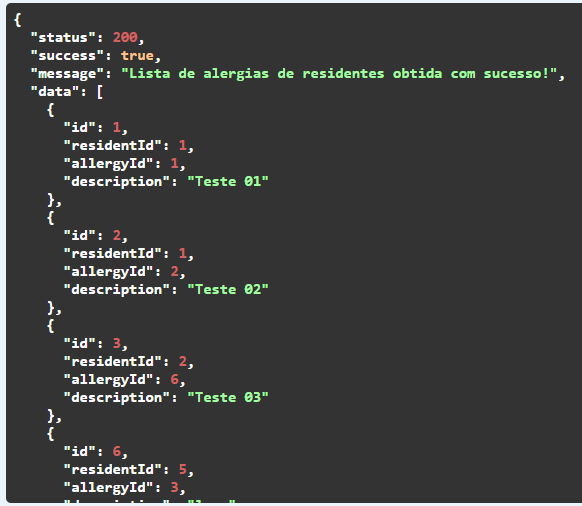 {
"status": 200,
"success": true,
"message": "Lista de alergias de residentes obtida com sucesso!",
"data": [
{
"id": 1,
"residentId": 1,
"allergyId": 1,
"description": "Teste 01"
},
{
"id": 2,
"residentId": 1,
"allergyId": 2,
"description": "Teste 02"
},
{
"id": 3,
"residentId": 2,
"allergyId": 6,
"description": "Teste 03"
},
{
"id": 6,
"residentId": 5,
"allergyId": 3,